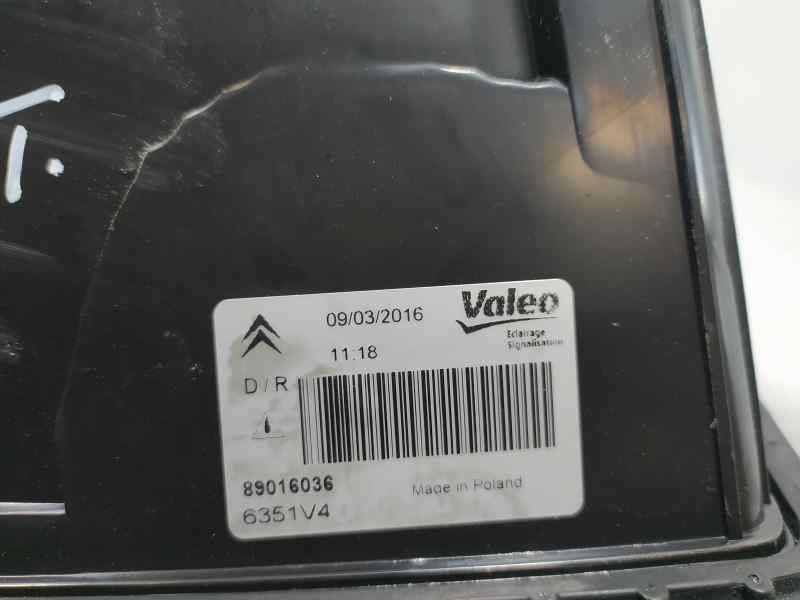 T.
09/03/2016
Valeo
Eclairage
Signalisation
11:18
D/R
89016036
Made in Poland
6351V4